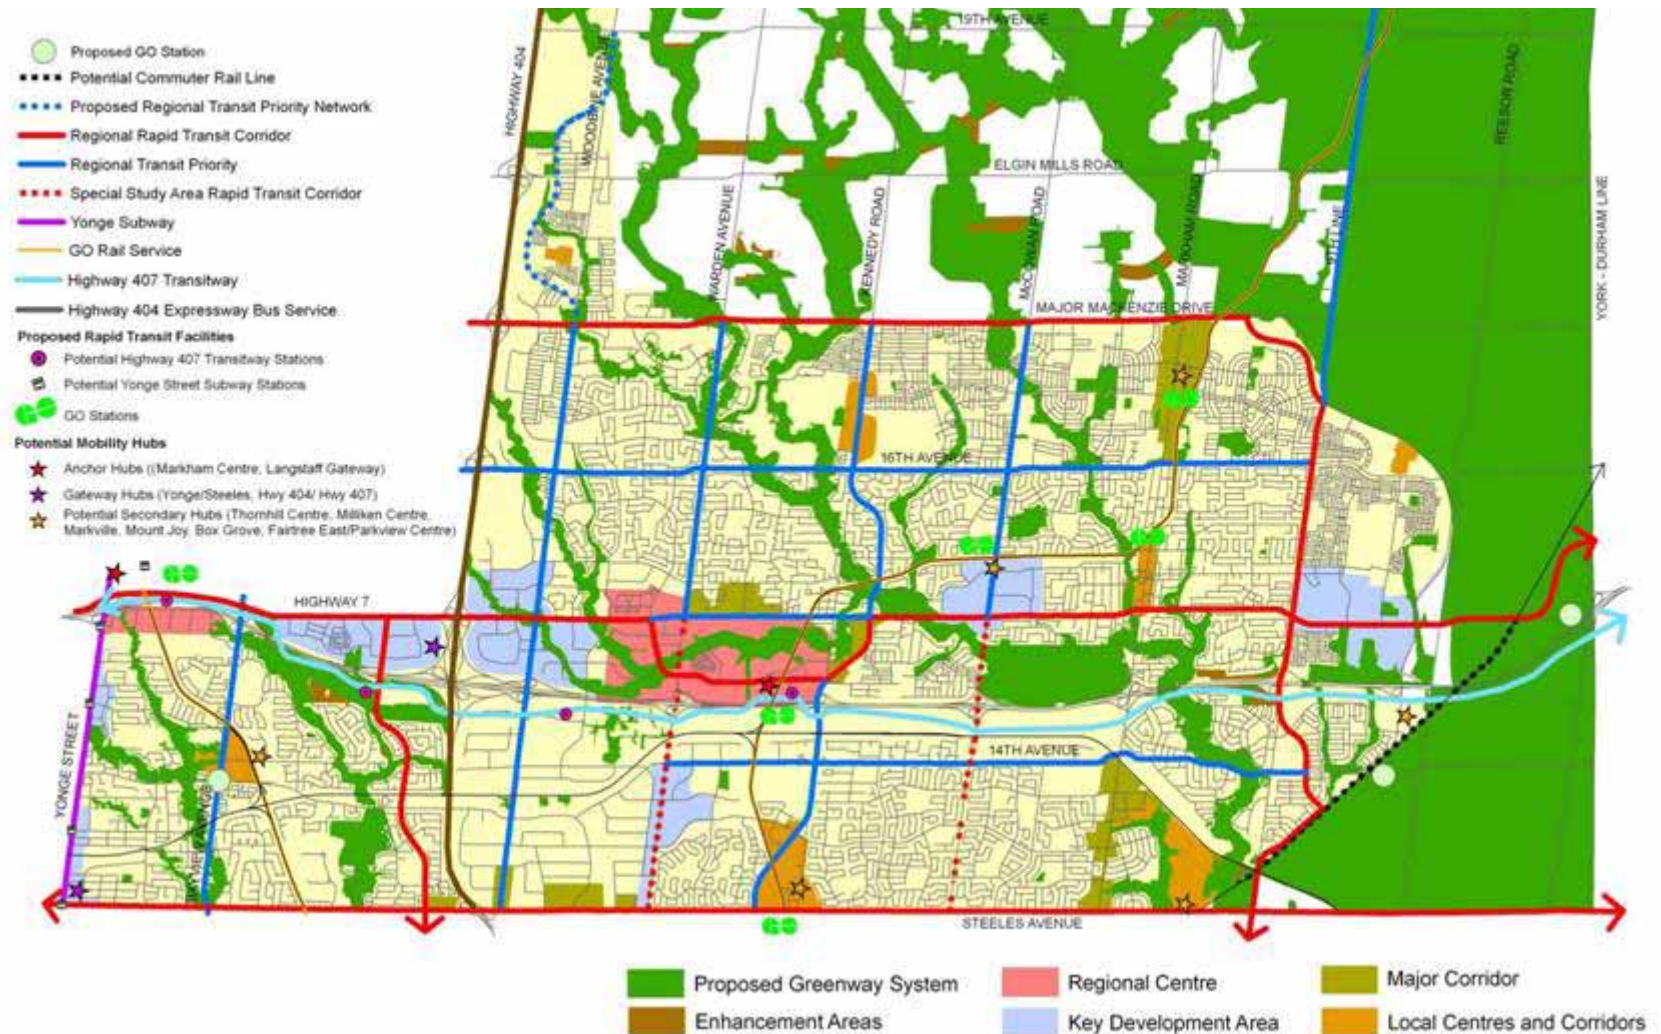 Proposed GO Station
Potential Commuter Rail Line
Proposed Regional Transit Priority Network
Regional Rapid Transit Corridor
Regional Transit Priority
Special Study Area Rapid Transit Corridor
Yonge Subway
GO Rail Service
Highway 407 Transitway
Highway 404 Expressway Bus Service
Proposed Rapid Transit Facilities
Potential Highway 407 Transitway Stations
Potential Yonge Street Subway Stations
GO Stations
Potential Mobility Hubs
Anchor Hubs ((Markham Centre, Langstaff Gateway)
Gateway Hubs (Yonge/Steeles, Hwy 404/ Hwy 407)
Potential Secondary Hubs (Thornhill Centre, Milliken Centre,
Markville, Mount Joy, Box Grove, Fairtree East/Parkview Centre)
19TH AVENUE
HIGHWAY 404
WOODBINE AVENUE
REESOR ROAD
ELGIN MILLS ROAD
WARDEN AVENUE
KENNEDY ROAD
McCOWAN ROAD
MARKHAM ROAD
9TH LINE
YORK - DURHAM LINE
MAJOR MACKENZIE DRIVE
16TH AVENUE
HIGHWAY 7
YONGE STREET
14TH AVENUE
STEELES AVENUE
Proposed Greenway System
Regional Centre
Major Corridor
Enhancement Areas
Key Development Area
Local Centres and Corridors